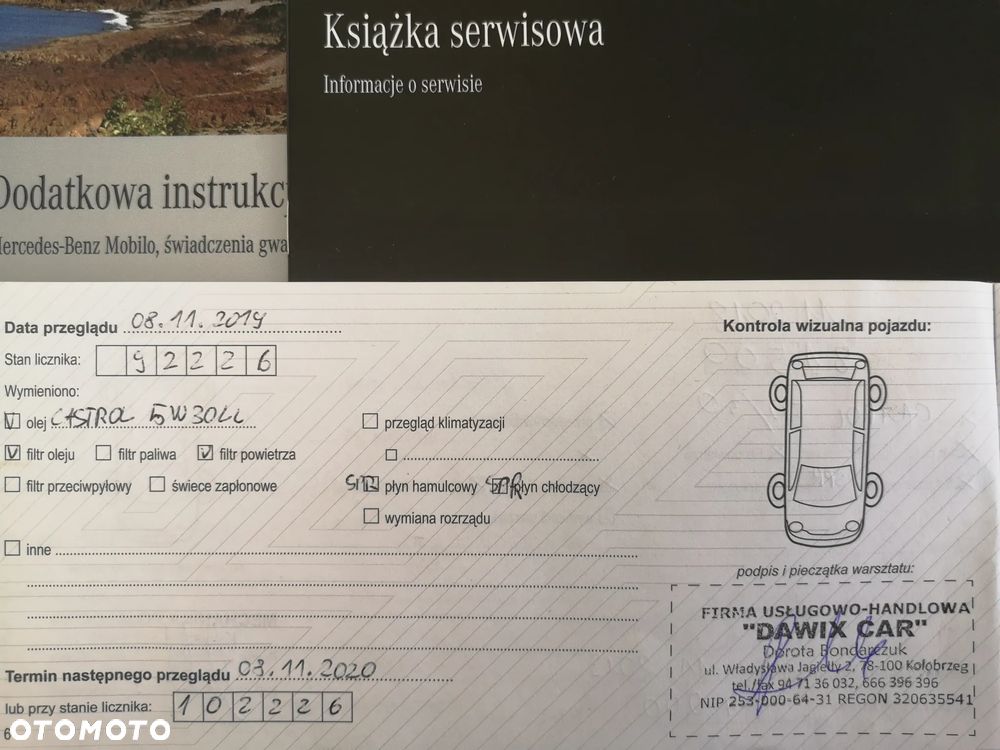 Książka serwisowa
Informacje o serwisie
Dodatkowa instrukcj
Mercedes-Benz Mobilo, świadczenia gwa
Data przeglądu 08.11.2019
Stan licznika: 92226
Wymieniono:
olej CASTROL 5W30LL
filtr oleju filtr paliwa filtr powietrza
filtr przeciwpyłowy świece zapłonowe
przegląd klimatyzacji
płyn hamulcowy płyn chłodzący
wymiana rozrządu
inne
Termin następnego przeglądu 08.11.2020
lub przy stanie licznika: 102226
6
Kontrola wizualna pojazdu:
podpis i pieczątka warsztatu:
FIRMA USŁUGOWO-HANDLOWA
"DAWIX CAR"
Dorota Bondarczuk
ul. Władysława Jagiełły 2, 78-100 Kołobrzeg
tel./fax 94 71 36 032, 666 396 396
NIP 253-000-64-31 REGON 320635541
OTOMOTO